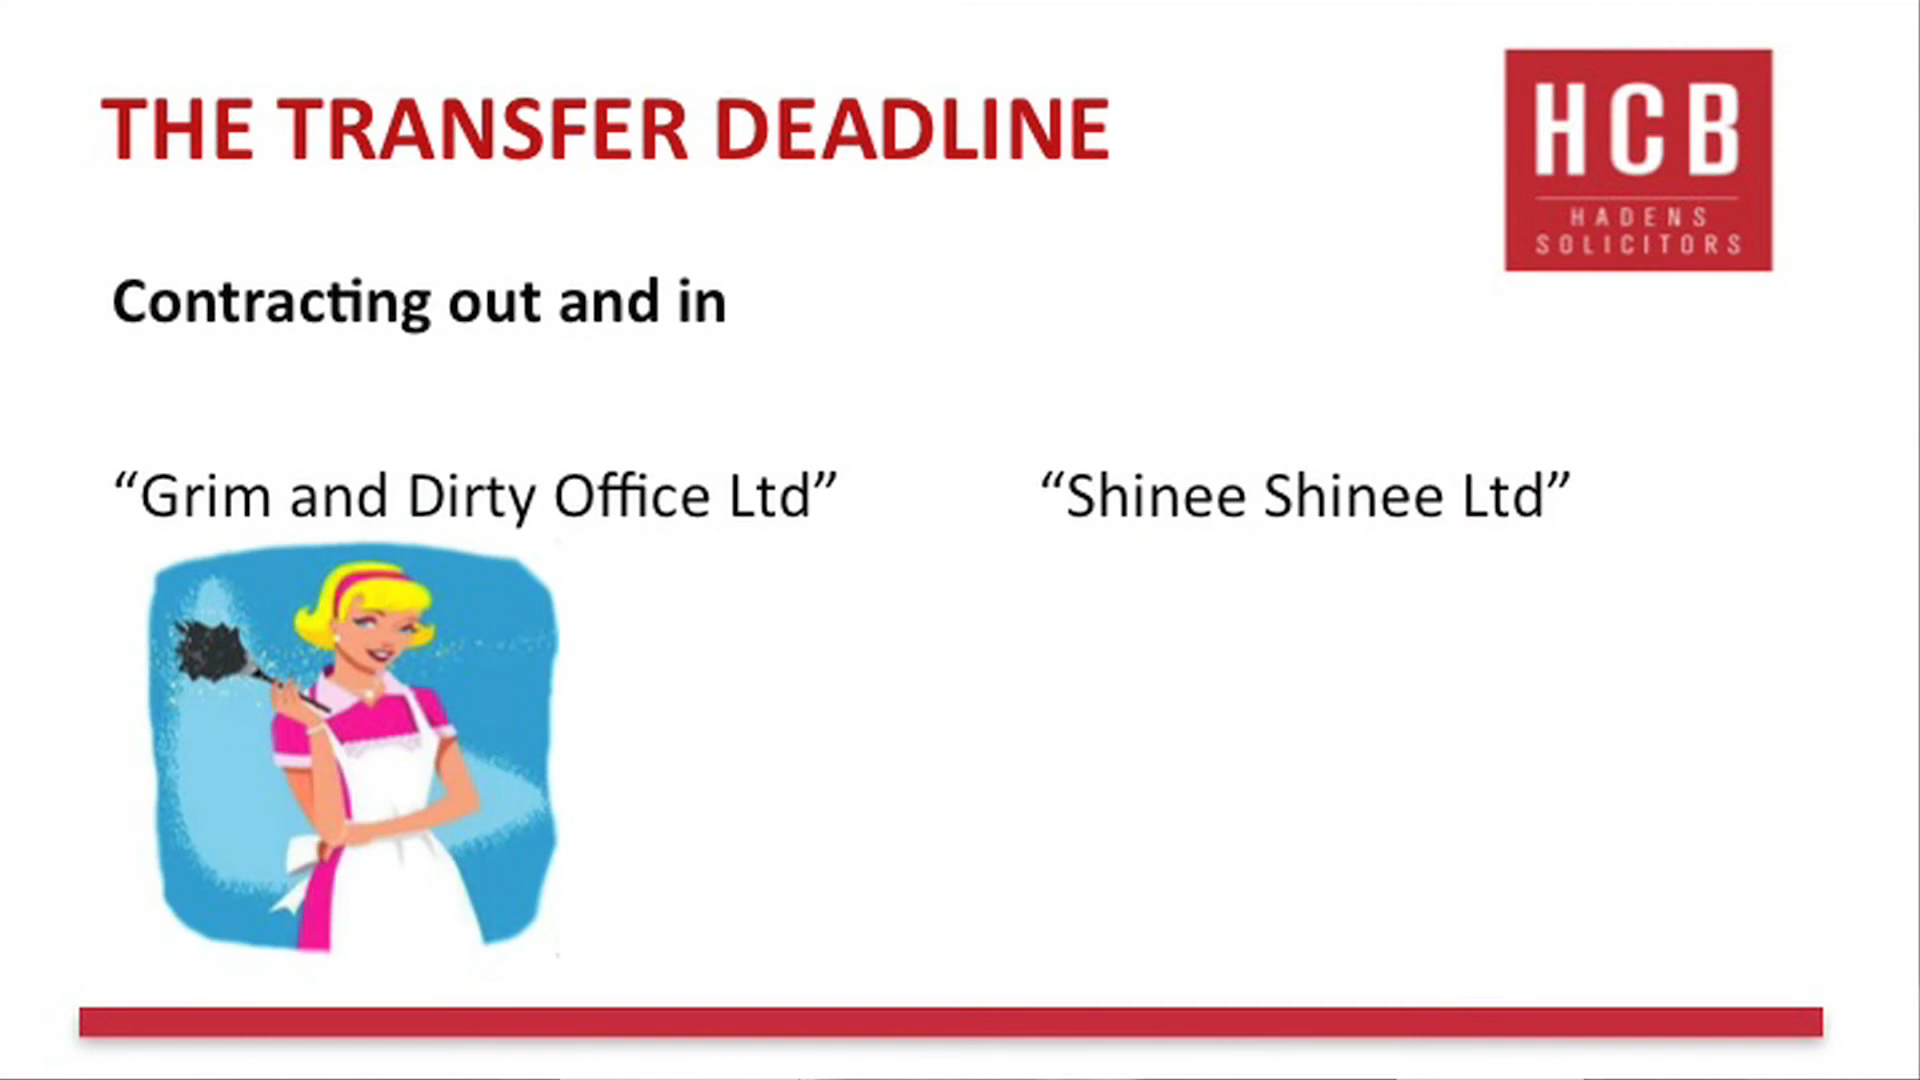 THE TRANSFER DEADLINE
HCB
HADENS
SOLICITORS
Contracting out and in
“Grim and Dirty Office Ltd” “Shinee Shinee Ltd”